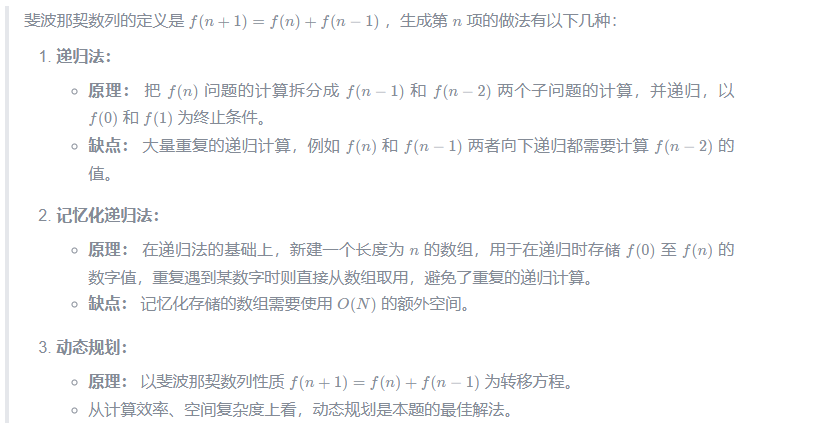 斐波那契数列的定义是 f(n + 1) = f(n) + f(n − 1) ，生成第 n 项的做法有以下几种：
1. 递归法：
◦ 原理： 把 f(n) 问题的计算拆分成 f(n − 1) 和 f(n − 2) 两个子问题的计算，并递归，以
f(0) 和 f(1) 为终止条件。
◦ 缺点： 大量重复的递归计算，例如 f(n) 和 f(n − 1) 两者向下递归都需要计算 f(n − 2) 的
值。
2. 记忆化递归法：
◦ 原理： 在递归法的基础上，新建一个长度为 n 的数组，用于在递归时存储 f(0) 至 f(n) 的
数字值，重复遇到某数字时则直接从数组取用，避免了重复的递归计算。
◦ 缺点： 记忆化存储的数组需要使用 O(N) 的额外空间。
3. 动态规划：
◦ 原理： 以斐波那契数列性质 f(n + 1) = f(n) + f(n − 1) 为转移方程。
◦ 从计算效率、空间复杂度上看，动态规划是本题的最佳解法。